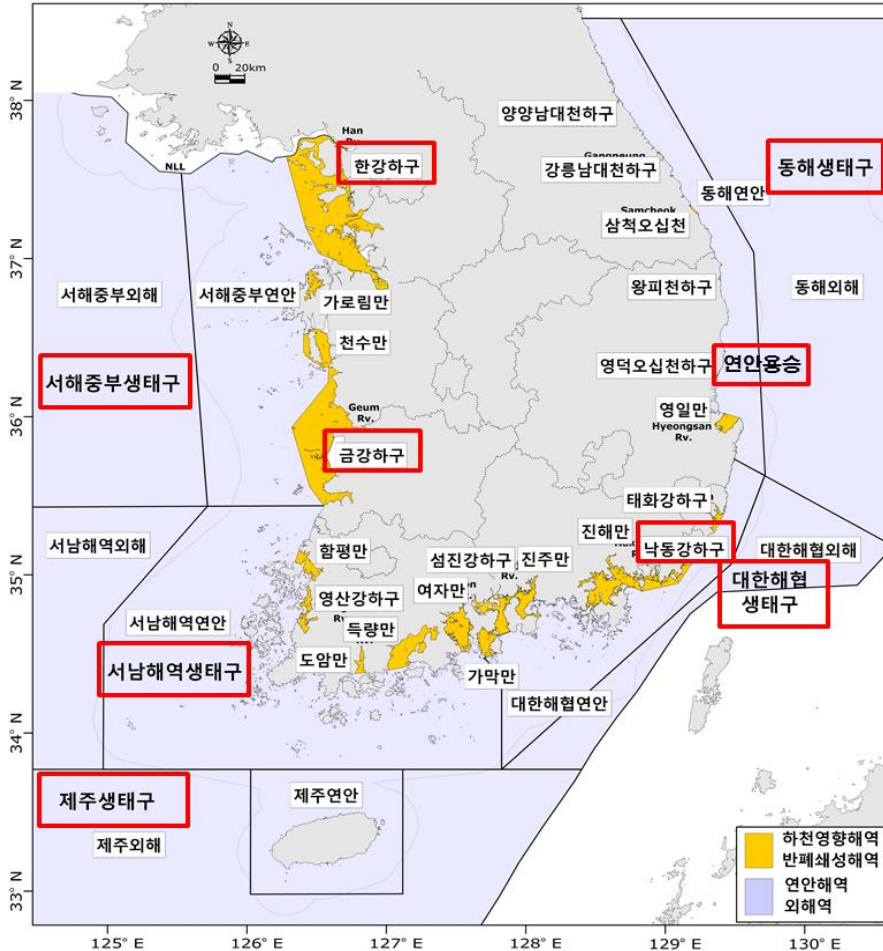 N
W
E
S
0 20km
38° N
37° N
36° N
35° N
34° N
33° N
양양남대천하구
Han
Rv.
한강하구
NLL
강릉남대천하구
동해생태구
동해연안
Samcheok
삼척오십천
서해중부외해
서해중부연안
가로림만
왕피천하구
동해외해
천수만
서해중부생태구
영덕오십천하구
연안용승
Geum
Rv.
영일만
Hyeongsan
Rv.
금강하구
태화강하구
서남해역외해
함평만
섬진강하구
진주만
진해만
낙동강하구
대한해협외해
대한해협
생태구
영산강하구
여자만
서남해역연안
득량만
도암만
서남해역생태구
가막만
대한해협연안
제주생태구
제주연안
제주외해
하천영향해역
반폐쇄성해역
연안해역
외해역
125° E
126° E
127° E
128° E
129° E
130° E